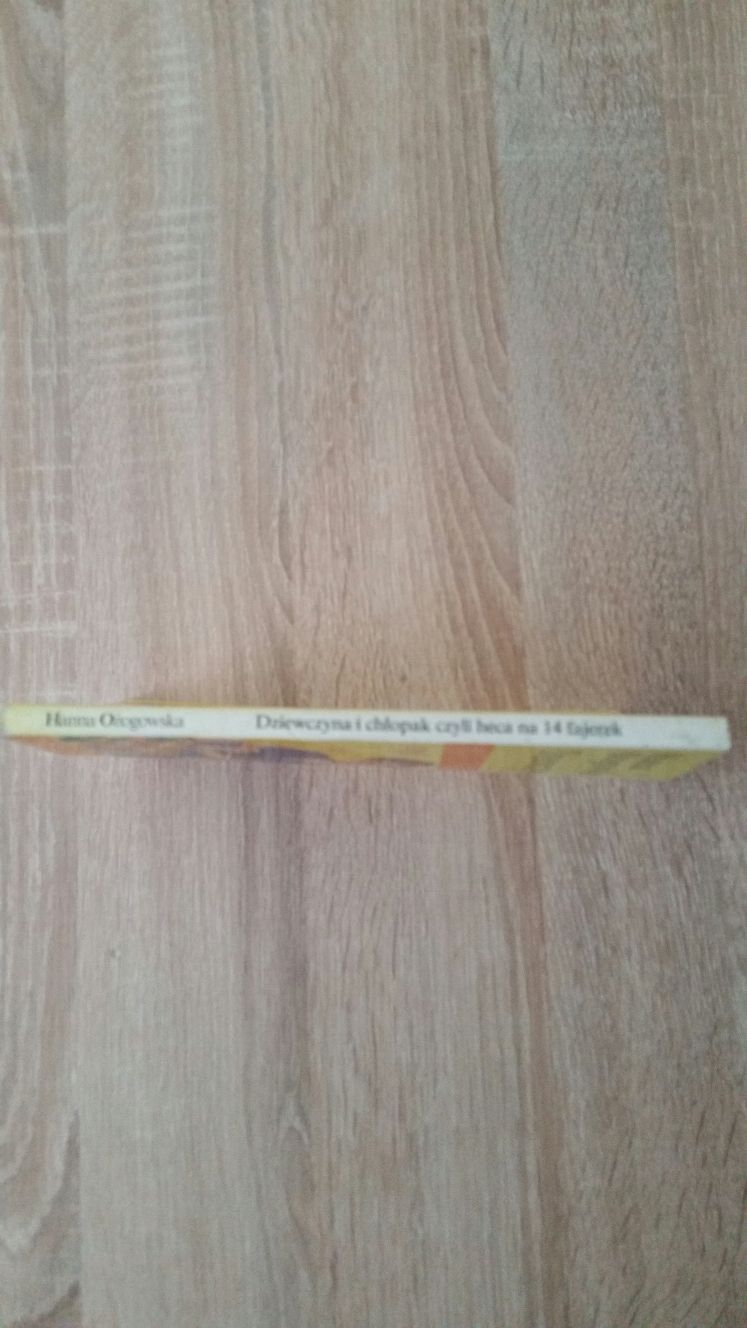 Hanna Ożogowska Dziewczyna i chłopak czyli heca na 14 fajerek